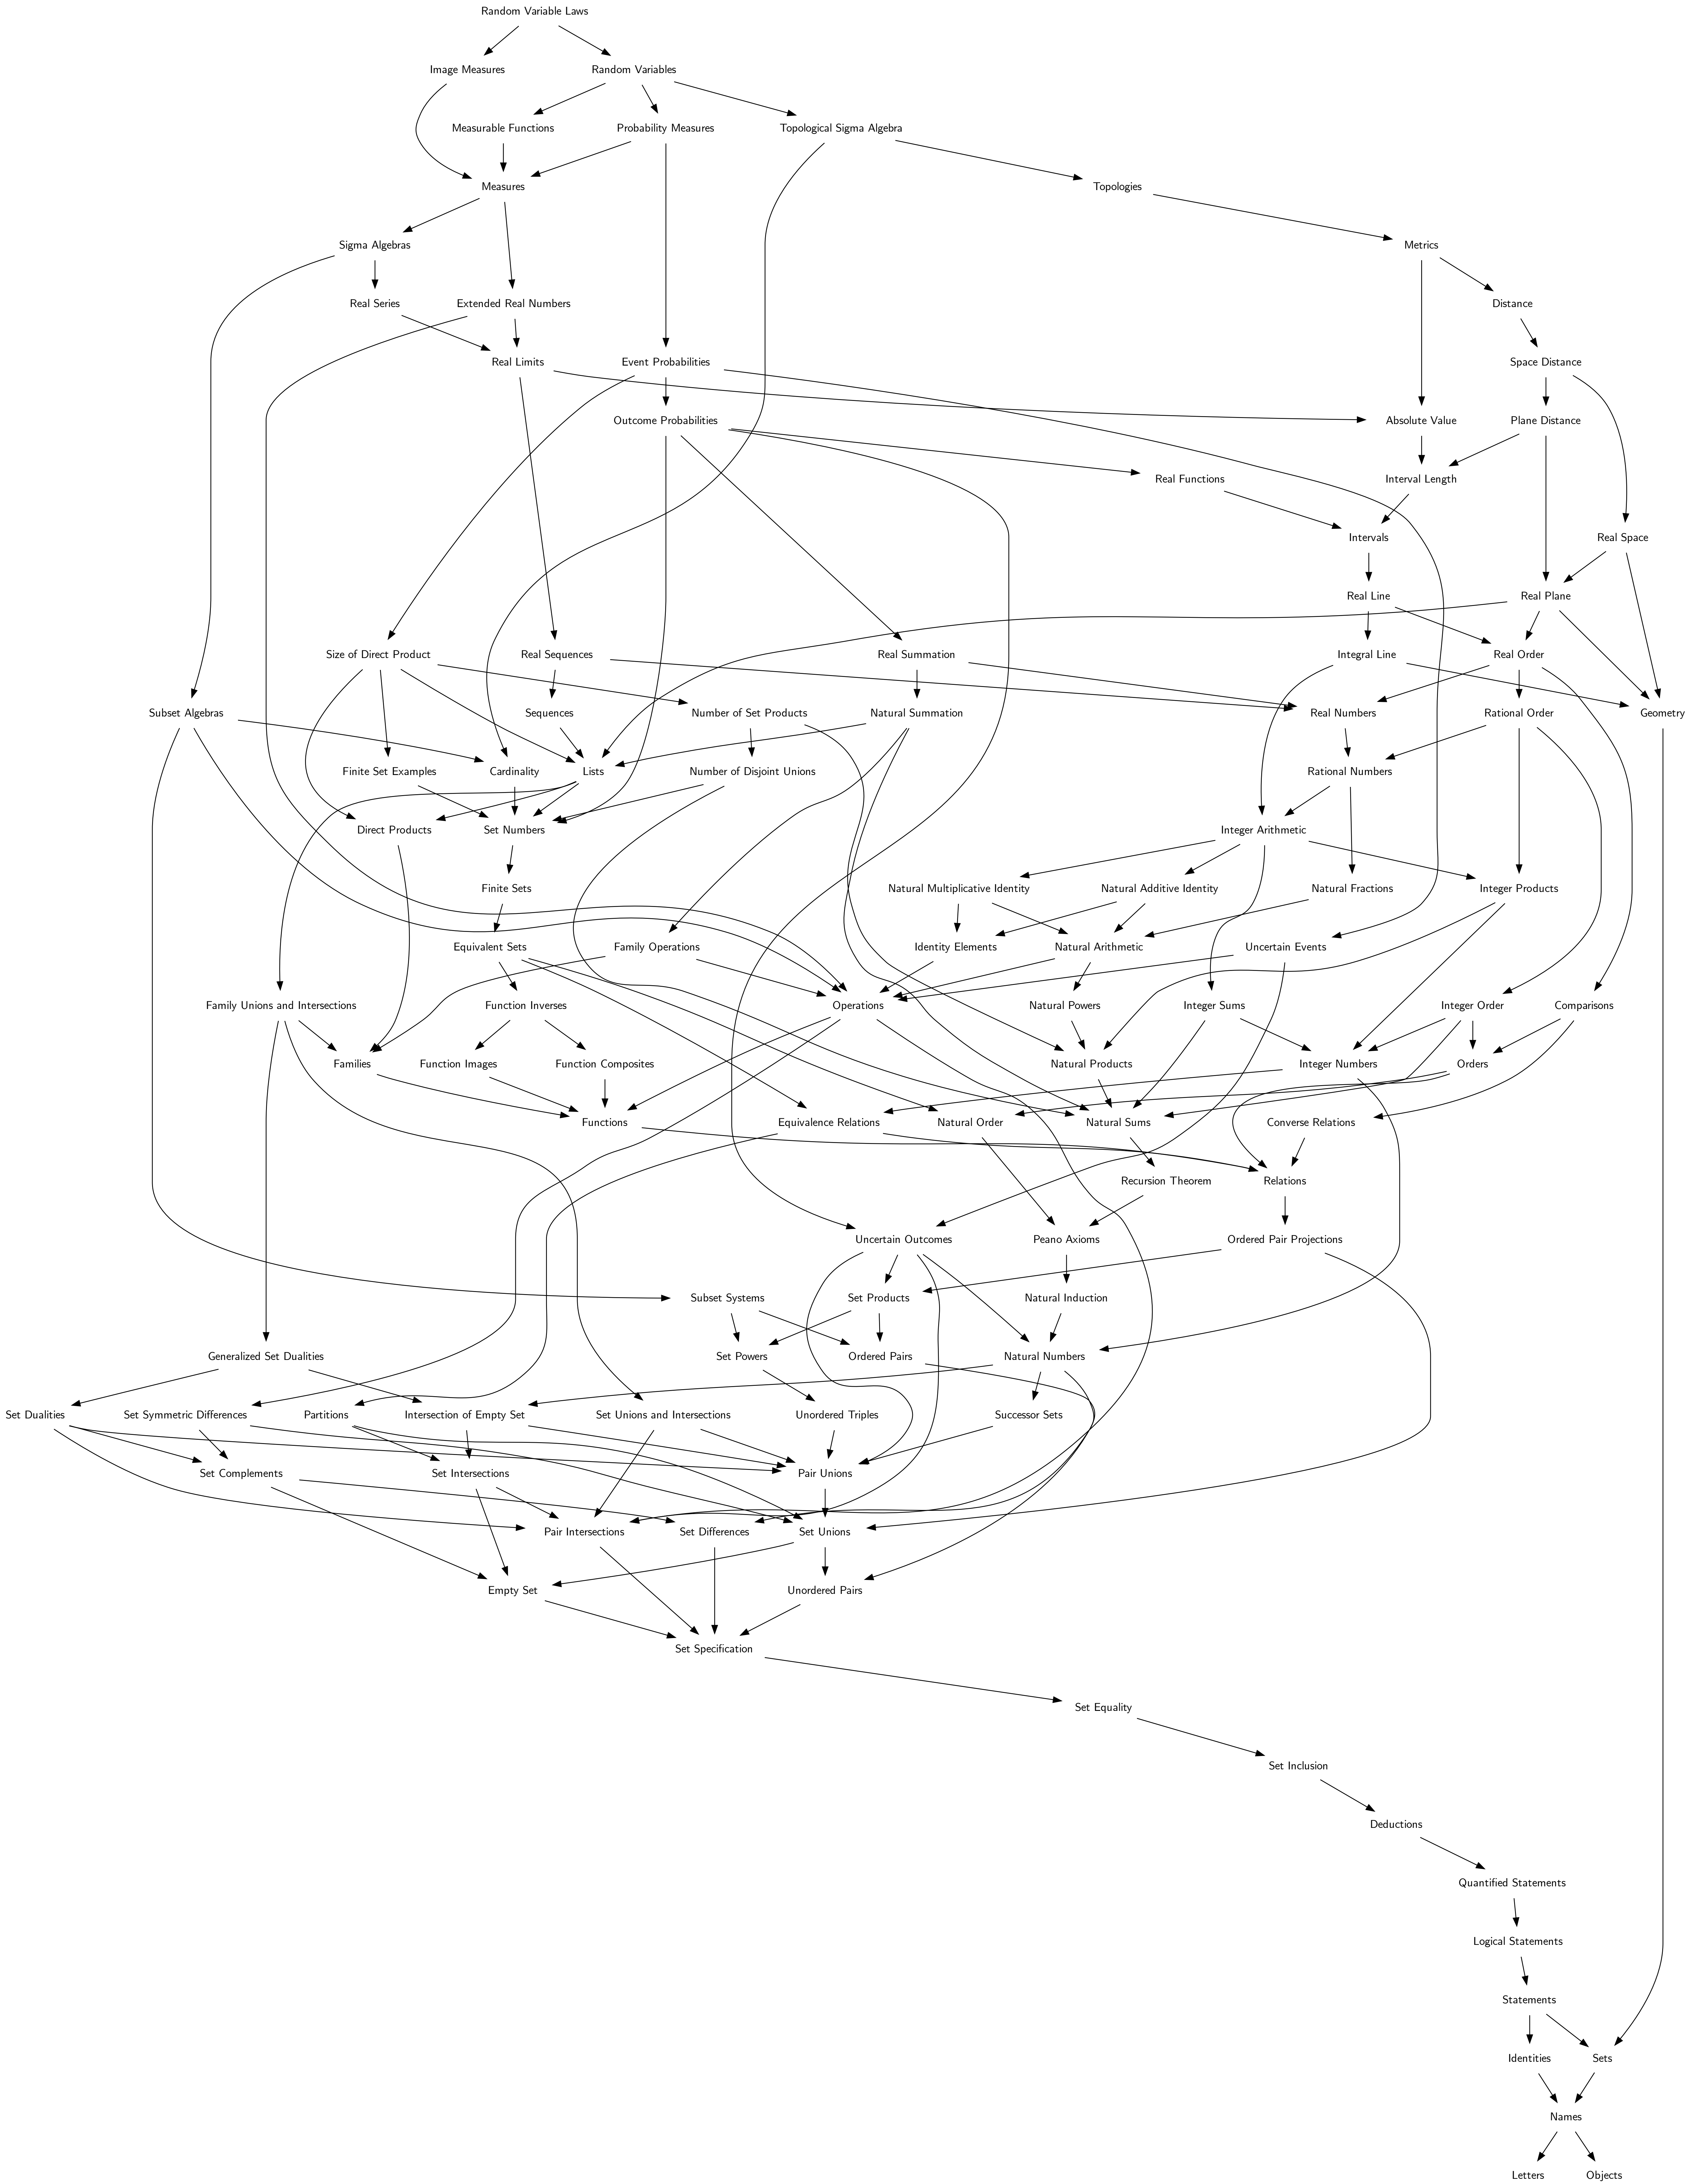 Random Variable Laws
Image Measures
Random Variables
Measurable Functions
Probability Measures
Topological Sigma Algebra
Measures
Topologies
Sigma Algebras
Metrics
Real Series
Extended Real Numbers
Distance
Real Limits
Event Probabilities
Space Distance
Outcome Probabilities
Absolute Value
Plane Distance
Real Functions
Interval Length
Intervals
Real Space
Real Line
Real Plane
Size of Direct Product
Real Sequences
Real Summation
Integral Line
Real Order
Subset Algebras
Sequences
Number of Set Products
Natural Summation
Real Numbers
Rational Order
Geometry
Finite Set Examples
Cardinality
Lists
Number of Disjoint Unions
Rational Numbers
Direct Products
Set Numbers
Integer Arithmetic
Finite Sets
Natural Multiplicative Identity
Natural Additive Identity
Natural Fractions
Integer Products
Equivalent Sets
Family Operations
Identity Elements
Natural Arithmetic
Uncertain Events
Family Unions and Intersections
Function Inverses
Operations
Natural Powers
Integer Sums
Integer Order
Comparisons
Families
Function Images
Function Composites
Natural Products
Integer Numbers
Orders
Functions
Equivalence Relations
Natural Order
Natural Sums
Converse Relations
Recursion Theorem
Relations
Uncertain Outcomes
Peano Axioms
Ordered Pair Projections
Subset Systems
Set Products
Natural Induction
Generalized Set Dualities
Set Powers
Ordered Pairs
Natural Numbers
Set Dualities
Set Symmetric Differences
Partitions
Intersection of Empty Set
Set Unions and Intersections
Unordered Triples
Successor Sets
Set Complements
Set Intersections
Pair Unions
Pair Intersections
Set Differences
Set Unions
Empty Set
Unordered Pairs
Set Specification
Set Equality
Set Inclusion
Deductions
Quantified Statements
Logical Statements
Statements
Identities
Sets
Names
Letters
Objects